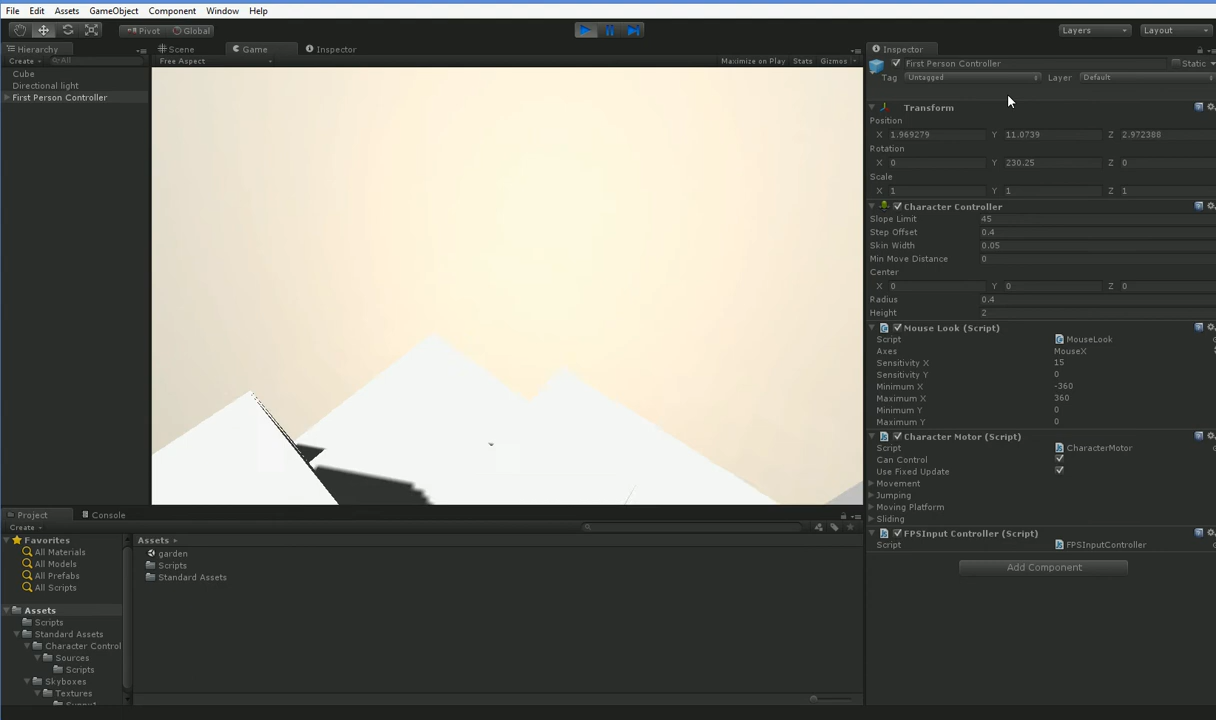 File Edit Assets GameObject Component Window Help
Pivot Global Layers Layout
Hierarchy Scene Game Inspector Inspector
Create All Free Aspect Maximize on Play Stats Gizmos First Person Controller Static
Cube Tag Untagged Layer Default
Directional light
First Person Controller
Transform
Position
X 1.969279 Y 11.0739 Z 2.972388
Rotation
X 0 Y 230.25 Z 0
Scale
X 1 Y 1 Z 1
Character Controller
Slope Limit 45
Step Offset 0.4
Skin Width 0.05
Min Move Distance 0
Center
X 0 Y 0 Z 0
Radius 0.4
Height 2
Mouse Look (Script)
Script MouseLook
Axes MouseX
Sensitivity X 15
Sensitivity Y 0
Minimum X -360
Maximum X 360
Minimum Y 0
Maximum Y 0
Character Motor (Script)
Script CharacterMotor
Can Control
Use Fixed Update
Movement
Jumping
Moving Platform
Sliding
FPSInput Controller (Script)
Script FPSInputController
Add Component
Project Console
Create
Favorites
All Materials
All Models
All Prefabs
All Scripts
Assets
Scripts
Standard Assets
Character Control
Sources
Scripts
Skyboxes
Textures
Assets
garden
Scripts
Standard Assets